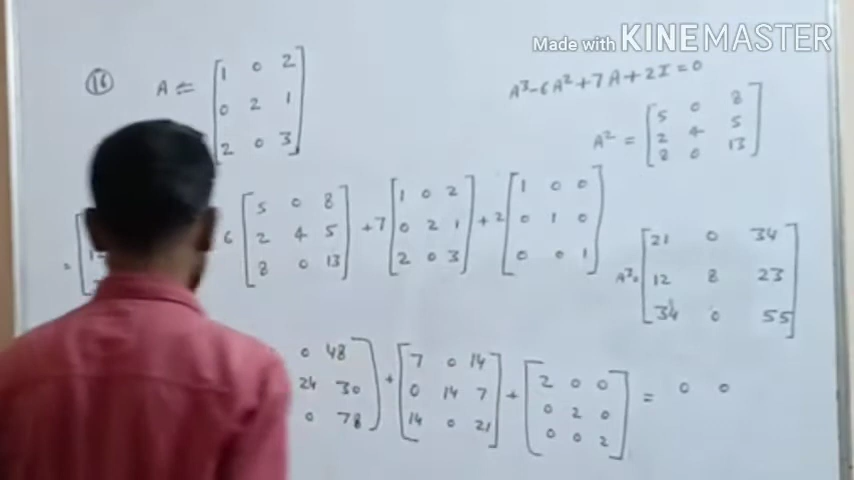 Made with KINEMASTER
16 A = [1 0 2
0 2 1
2 0 3]
A³-6A²+7A+2I=0
A² = [5 0 8
2 4 5
8 0 13]
6 [5 0 8
2 4 5
8 0 13] +7 [1 0 2
0 2 1
2 0 3] +2 [1 0 0
0 1 0
0 0 1]
A³= [21 0 34
12 8 23
34 0 55]
0 48
24 30
0 78] + [7 0 14
0 14 7
14 0 21] + [2 0 0
0 2 0
0 0 2] = 0 0